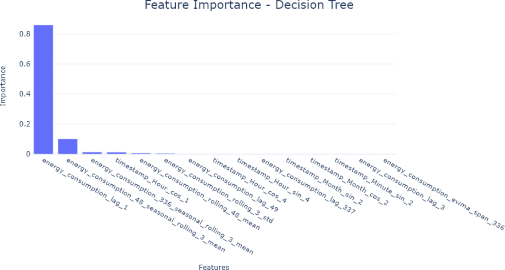 Feature Importance - Decision Tree
0.8
0.6
0.4
0.2
0
Importance
energy_consumption_lag_1
energy_consumption_48_seasonal_rolling_3_mean
energy_consumption_336_seasonal_rolling_3_mean
timestamp_Hour_cos_1
energy_consumption_rolling_48_mean
energy_consumption_rolling_3_std
energy_consumption_lag_49
timestamp_Hour_cos_4
timestamp_Hour_sin_4
energy_consumption_lag_337
timestamp_Month_sin_2
timestamp_Month_cos_2
timestamp_Minute_sin_2
energy_consumption_lag_3
energy_consumption_ewma_span_336
Features